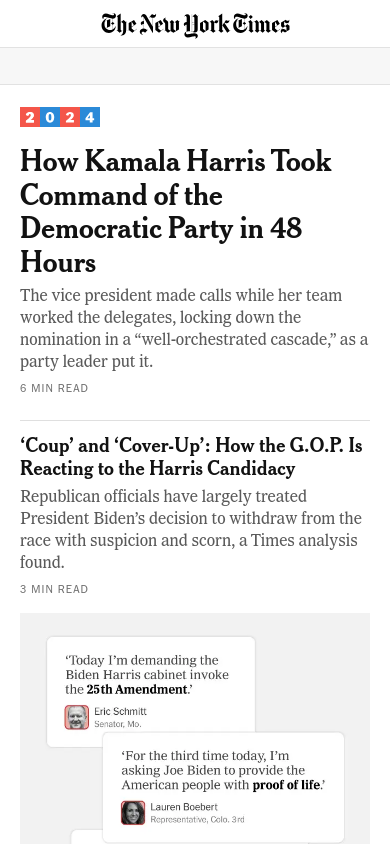 The New York Times
2024
How Kamala Harris Took
Command of the
Democratic Party in 48
Hours
The vice president made calls while her team
worked the delegates, locking down the
nomination in a “well-orchestrated cascade,” as a
party leader put it.
6 MIN READ
‘Coup’ and ‘Cover-Up’: How the G.O.P. Is
Reacting to the Harris Candidacy
Republican officials have largely treated
President Biden’s decision to withdraw from the
race with suspicion and scorn, a Times analysis
found.
3 MIN READ
‘Today I’m demanding the
Biden Harris cabinet invoke
the 25th Amendment.’
Eric Schmitt
Senator, Mo.
‘For the third time today, I’m
asking Joe Biden to provide the
American people with proof of life.’
Lauren Boebert
Representative, Colo. 3rd